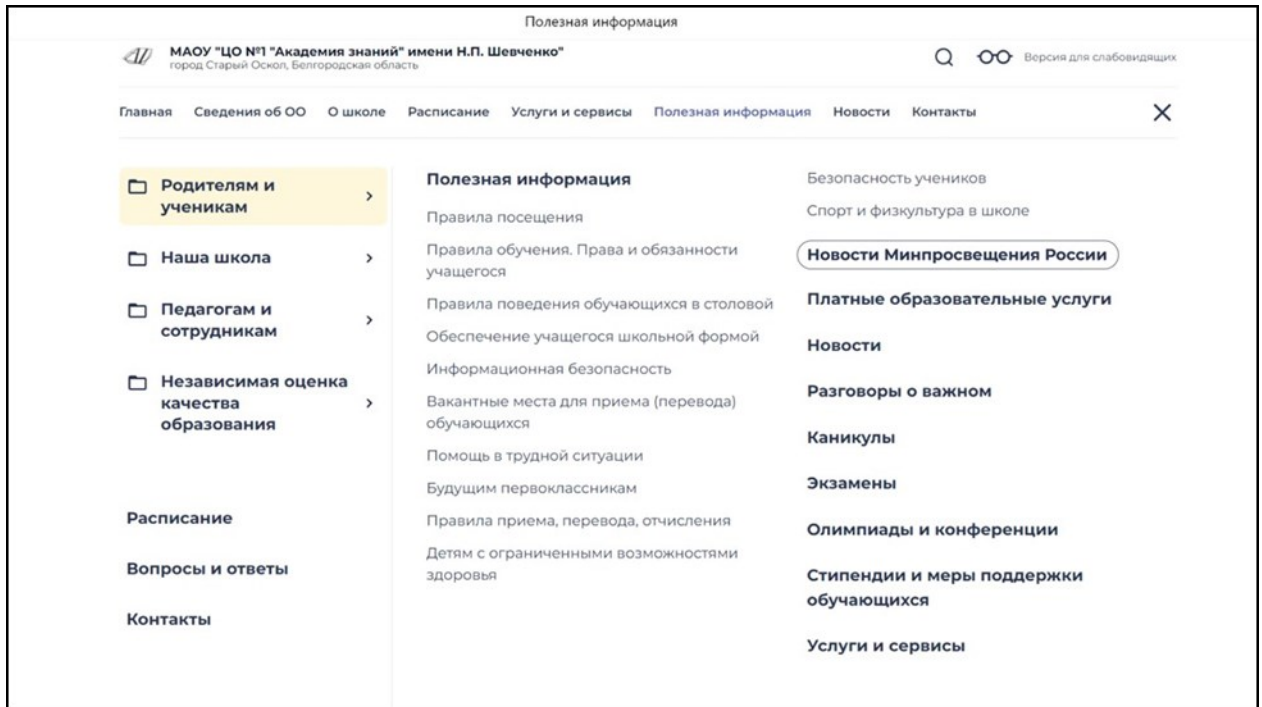 Полезная информация
МАОУ "ЦО №1 "Академия знаний" имени Н.П. Шевченко"
город Старый Оскол, Белгородская область
Версия для слабовидящих
Главная Сведения об ОО О школе Расписание Услуги и сервисы Полезная информация Новости Контакты
Родителям и
ученикам
Наша школа
Педагогам и
сотрудникам
Независимая оценка
качества
образования
Расписание
Вопросы и ответы
Контакты
Полезная информация
Правила посещения
Правила обучения. Права и обязанности
учащегося
Правила поведения обучающихся в столовой
Обеспечение учащегося школьной формой
Информационная безопасность
Вакантные места для приема (перевода)
обучающихся
Помощь в трудной ситуации
Будущим первоклассникам
Правила приема, перевода, отчисления
Детям с ограниченными возможностями
здоровья
Безопасность учеников
Спорт и физкультура в школе
Новости Минпросвещения России
Платные образовательные услуги
Новости
Разговоры о важном
Каникулы
Экзамены
Олимпиады и конференции
Стипендии и меры поддержки
обучающихся
Услуги и сервисы